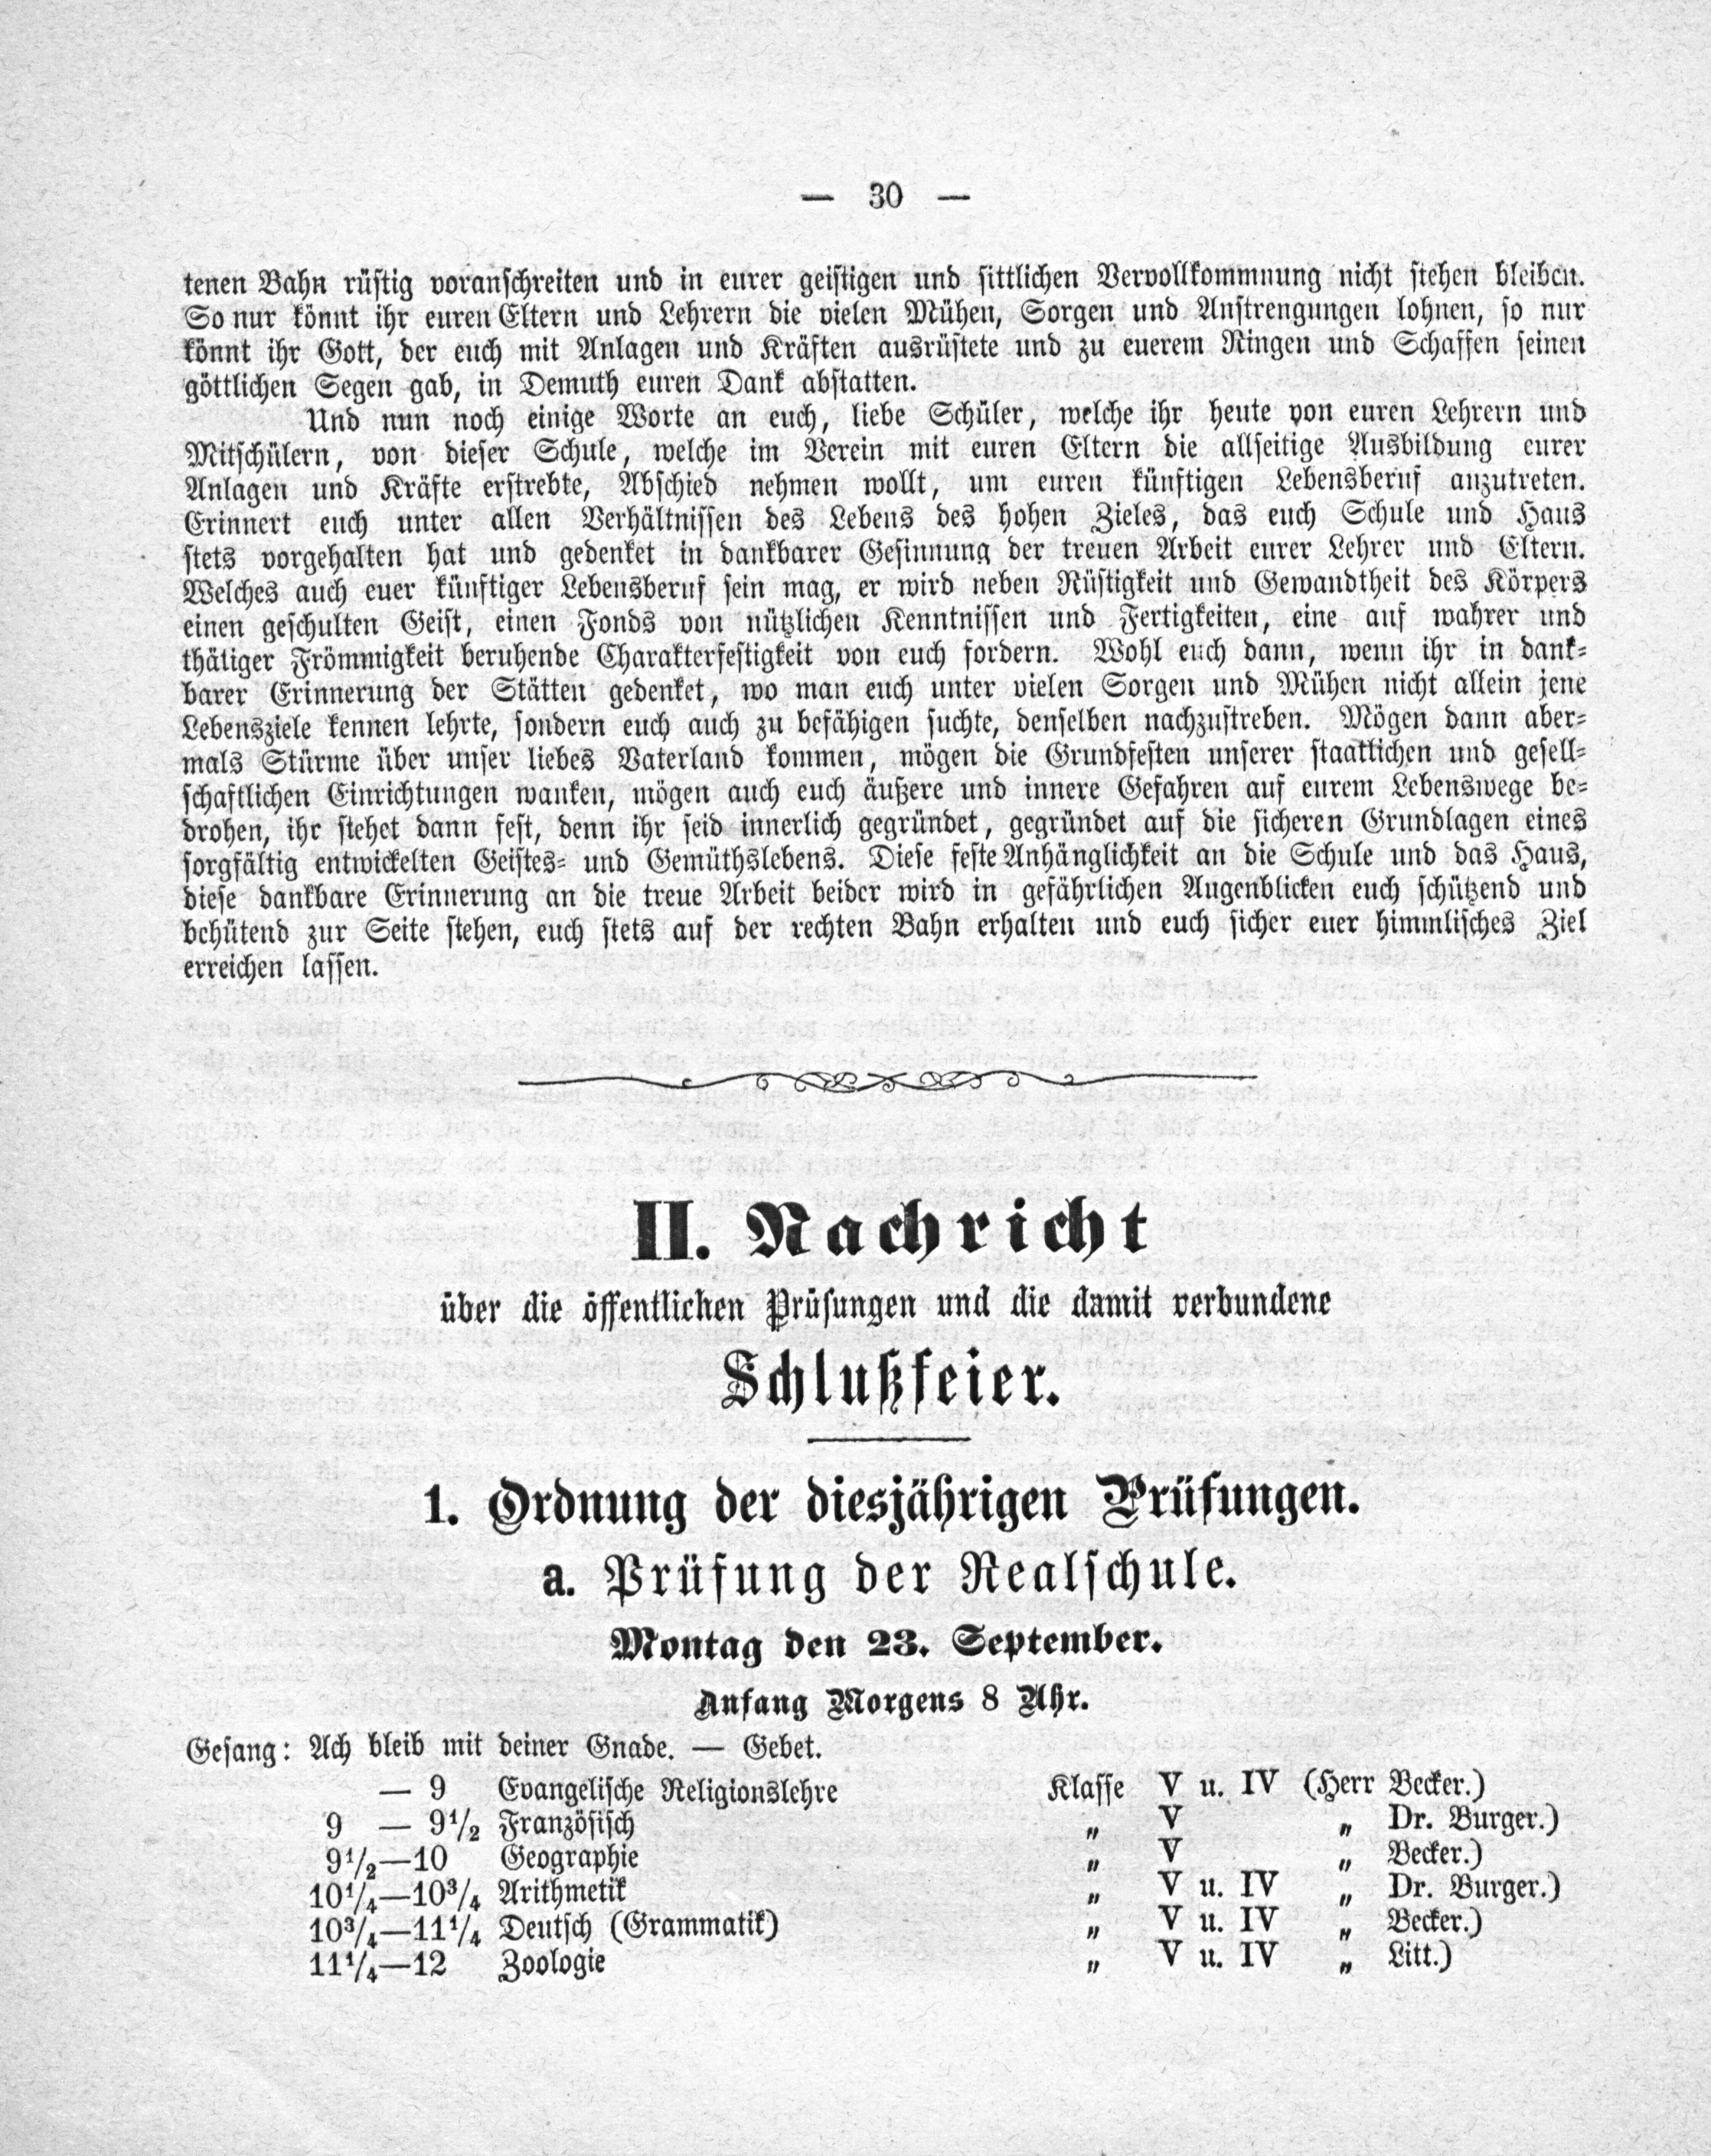 — 30 —
tenen Bahn rüstig voranschreiten und in eurer geistigen und sittlichen Vervollkommnung nicht stehen bleiben.
So nur könnt ihr euren Eltern und Lehrern die vielen Mühen, Sorgen und Anstrengungen lohnen, so nur
könnt ihr Gott, der euch mit Anlagen und Kräften ausrüstete und zu euerem Ringen und Schaffen seinen
göttlichen Segen gab, in Demuth euren Dank abstatten.
Und nun noch einige Worte an euch, liebe Schüler, welche ihr heute von euren Lehrern und
Mitschülern, von dieser Schule, welche im Verein mit euren Eltern die allseitige Ausbildung eurer
Anlagen und Kräfte erstrebte, Abschied nehmen wollt, um euren künftigen Lebensberuf anzutreten.
Erinnert euch unter allen Verhältnissen des Lebens des hohen Zieles, das euch Schule und Haus
stets vorgehalten hat und gedenket in dankbarer Gesinnung der treuen Arbeit eurer Lehrer und Eltern.
Welches auch euer künftiger Lebensberuf sein mag, er wird neben Rüstigkeit und Gewandtheit des Körpers
einen geschulten Geist, einen Fonds von nützlichen Kenntnissen und Fertigkeiten, eine auf wahrer und
thätiger Frömmigkeit beruhende Charakterfestigkeit von euch fordern. Wohl euch dann, wenn ihr in dank-
barer Erinnerung der Stätten gedenket, wo man euch unter vielen Sorgen und Mühen nicht allein jene
Lebensziele kennen lehrte, sondern euch auch zu befähigen suchte, denselben nachzustreben. Mögen dann aber-
mals Stürme über unser liebes Vaterland kommen, mögen die Grundfesten unserer staatlichen und gesell-
schaftlichen Einrichtungen wanken, mögen auch euch äußere und innere Gefahren auf eurem Lebenswege be-
drohen, ihr stehet dann fest, denn ihr seid innerlich gegründet, gegründet auf die sicheren Grundlagen eines
sorgfältig entwickelten Geistes- und Gemüthslebens. Diese feste Anhänglichkeit an die Schule und das Haus,
diese dankbare Erinnerung an die treue Arbeit beider wird in gefährlichen Augenblicken euch schützend und
behütend zur Seite stehen, euch stets auf der rechten Bahn erhalten und euch sicher euer himmlisches Ziel
erreichen lassen.
II. Nachricht
über die öffentlichen Prüfungen und die damit verbundene
Schlußfeier.
1. Ordnung der diesjährigen Prüfungen.
a. Prüfung der Realschule.
Montag den 23. September.
Anfang Morgens 8 Uhr.
Gesang: Ach bleib mit deiner Gnade. — Gebet.
— 9 Evangelische Religionslehre Klasse V u. IV (Herr Becker.)
9 — 9½ Französisch „ V „ Dr. Burger.)
9½—10 Geographie „ V „ Becker.)
10¼—10¾ Arithmetik „ V u. IV „ Dr. Burger.)
10¾—11¼ Deutsch (Grammatik) „ V u. IV „ Becker.)
11¼—12 Zoologie „ V u. IV „ Litt.)